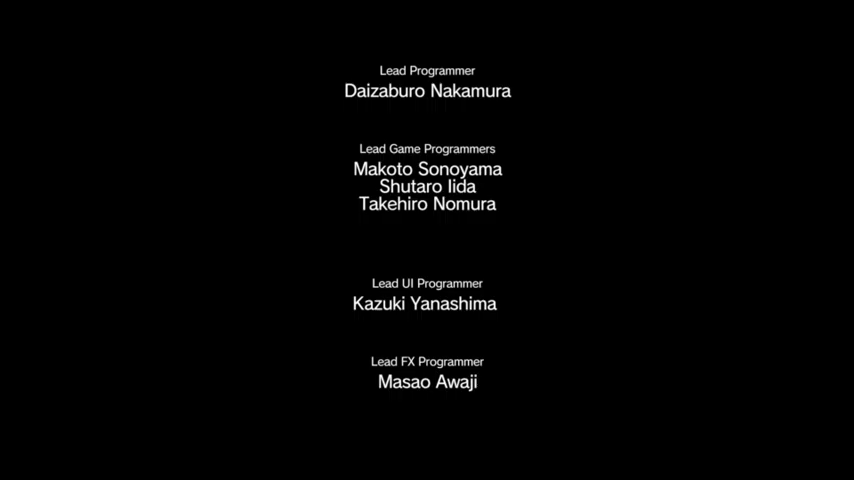 Lead Programmer
Daizaburo Nakamura
Lead Game Programmers
Makoto Sonoyama
Shutaro Iida
Takehiro Nomura
Lead UI Programmer
Kazuki Yanashima
Lead FX Programmer
Masao Awaji